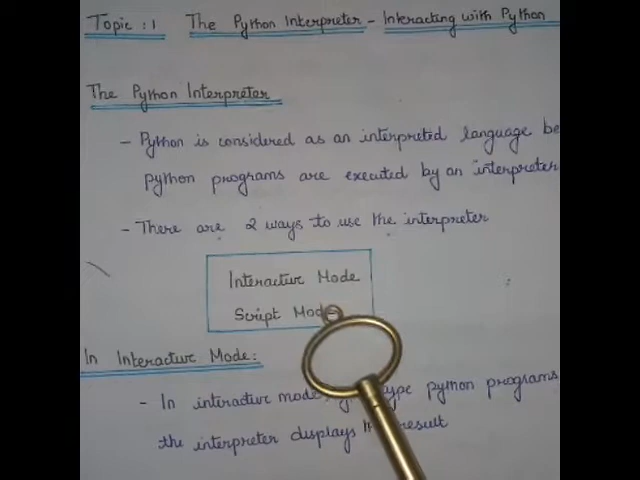 Topic : 1 The Python Interpreter - Interacting with Python
The Python Interpreter
- Python is considered as an interpreted language be
python programs are executed by an interpreter
- There are 2 ways to use the interpreter
Interactive Mode
Script Mode
In Interactive Mode:
- In interactive mode, type python programs
the interpreter displays result